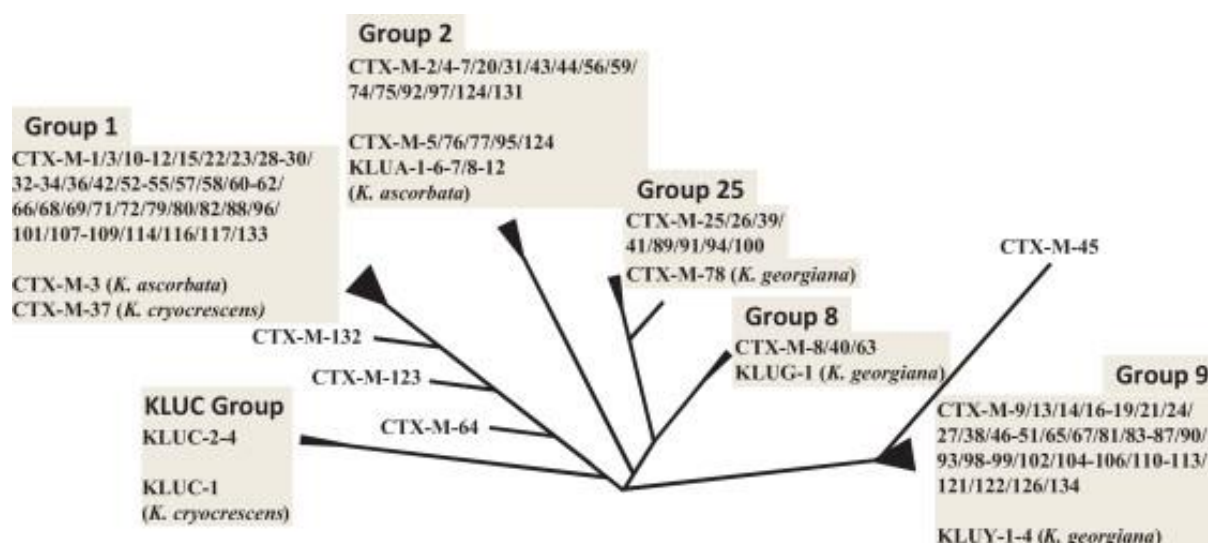 Group 2
CTX-M-2/4-7/20/31/43/44/56/59/
74/75/92/97/124/131
CTX-M-5/76/77/95/124
KLUA-1-6-7/8-12
(K. ascorbata)
Group 1
CTX-M-1/3/10-12/15/22/23/28-30/
32-34/36/42/52-55/57/58/60-62/
66/68/69/71/72/79/80/82/88/96/
101/107-109/114/116/117/133
CTX-M-3 (K. ascorbata)
CTX-M-37 (K. cryocrescens)
Group 25
CTX-M-25/26/39/
41/89/91/94/100
CTX-M-78 (K. georgiana)
CTX-M-45
Group 8
CTX-M-8/40/63
KLUG-1 (K. georgiana)
CTX-M-132
CTX-M-123
CTX-M-64
KLUC Group
KLUC-2-4
KLUC-1
(K. cryocrescens)
Group 9
CTX-M-9/13/14/16-19/21/24/
27/38/46-51/65/67/81/83-87/90/
93/98-99/102/104-106/110-113/
121/122/126/134
KLUY-1-4 (K. georgiana)